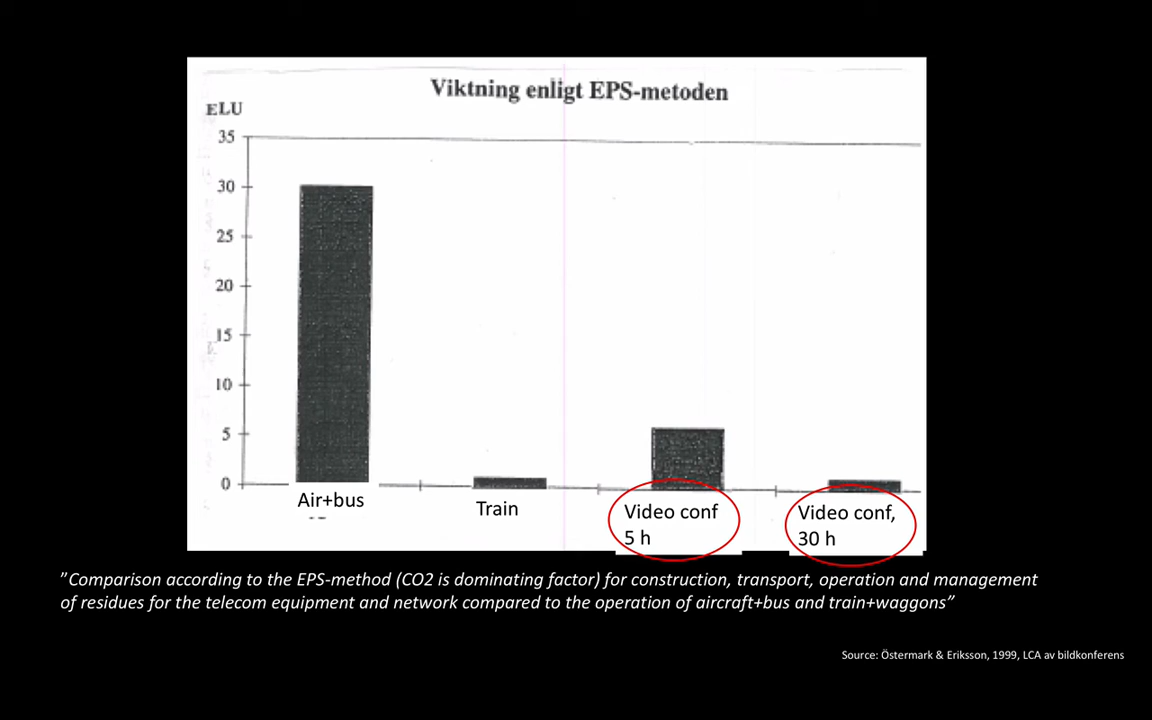 Viktning enligt EPS-metoden
ELU
35
30
25
20
15
10
5
0
Air+bus
Train
Video conf
5 h
Video conf,
30 h
”Comparison according to the EPS-method (CO2 is dominating factor) for construction, transport, operation and management
of residues for the telecom equipment and network compared to the operation of aircraft+bus and train+waggons”
Source: Östermark & Eriksson, 1999, LCA av bildkonferens